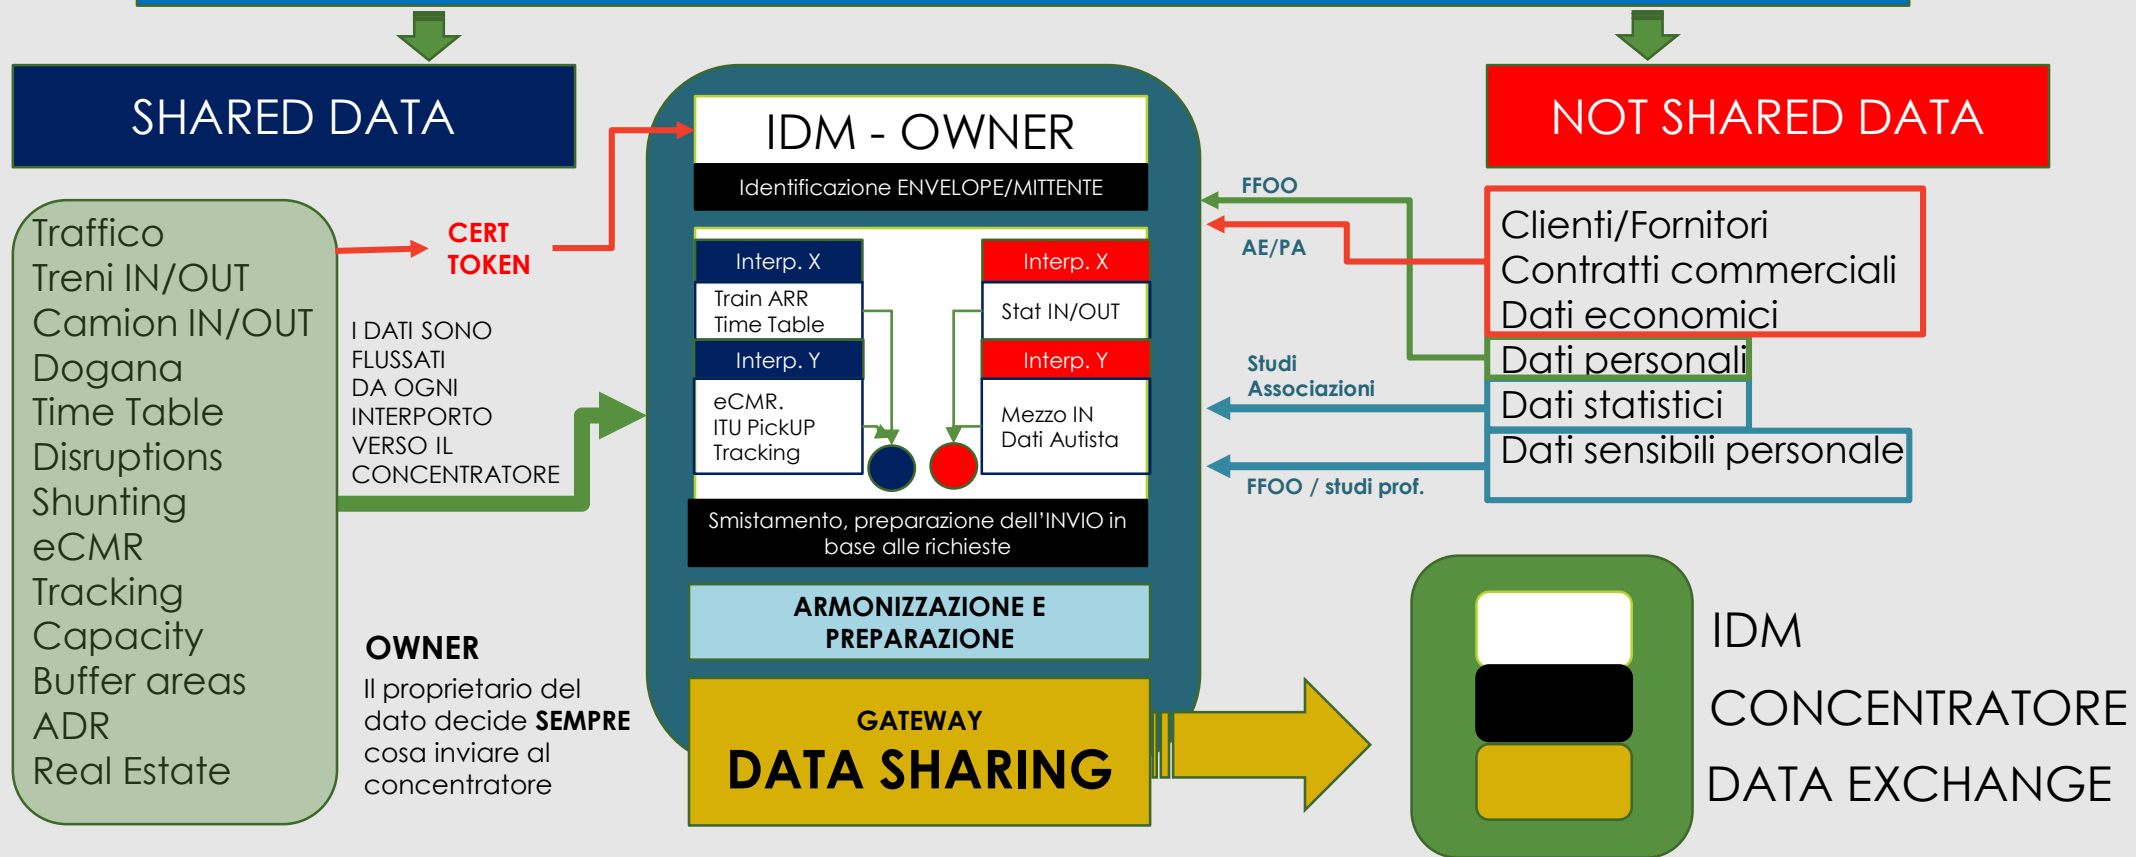 SHARED DATA
Traffico
Treni IN/OUT
Camion IN/OUT
Dogana
Time Table
Disruptions
Shunting
eCMR
Tracking
Capacity
Buffer areas
ADR
Real Estate
CERT
TOKEN
I DATI SONO
FLUSSATI
DA OGNI
INTERPORTO
VERSO IL
CONCENTRATORE
OWNER
Il proprietario del
dato decide SEMPRE
cosa inviare al
concentratore
IDM - OWNER
Identificazione ENVELOPE/MITTENTE
Interp. X
Train ARR
Time Table
Interp. Y
eCMR.
ITU PickUP
Tracking
Interp. X
Stat IN/OUT
Interp. Y
Mezzo IN
Dati Autista
Smistamento, preparazione dell'INVIO in
base alle richieste
ARMONIZZAZIONE E
PREPARAZIONE
GATEWAY
DATA SHARING
NOT SHARED DATA
FFOO
AE/PA
Studi
Associazioni
FFOO / studi prof.
Clienti/Fornitori
Contratti commerciali
Dati economici
Dati personali
Dati statistici
Dati sensibili personale
IDM
CONCENTRATORE
DATA EXCHANGE